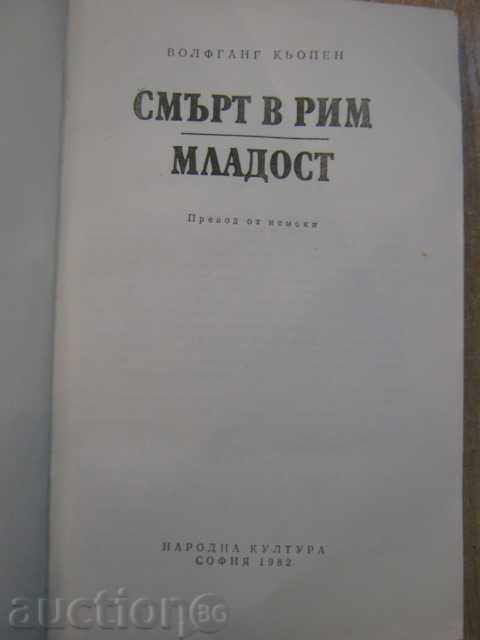 ВОЛФГАНГ КЬОПЕН
СМЪРТ В РИМ
МЛАДОСТ
Превод от немски
НАРОДНА КУЛТУРА
СОФИЯ 1982
auction BG